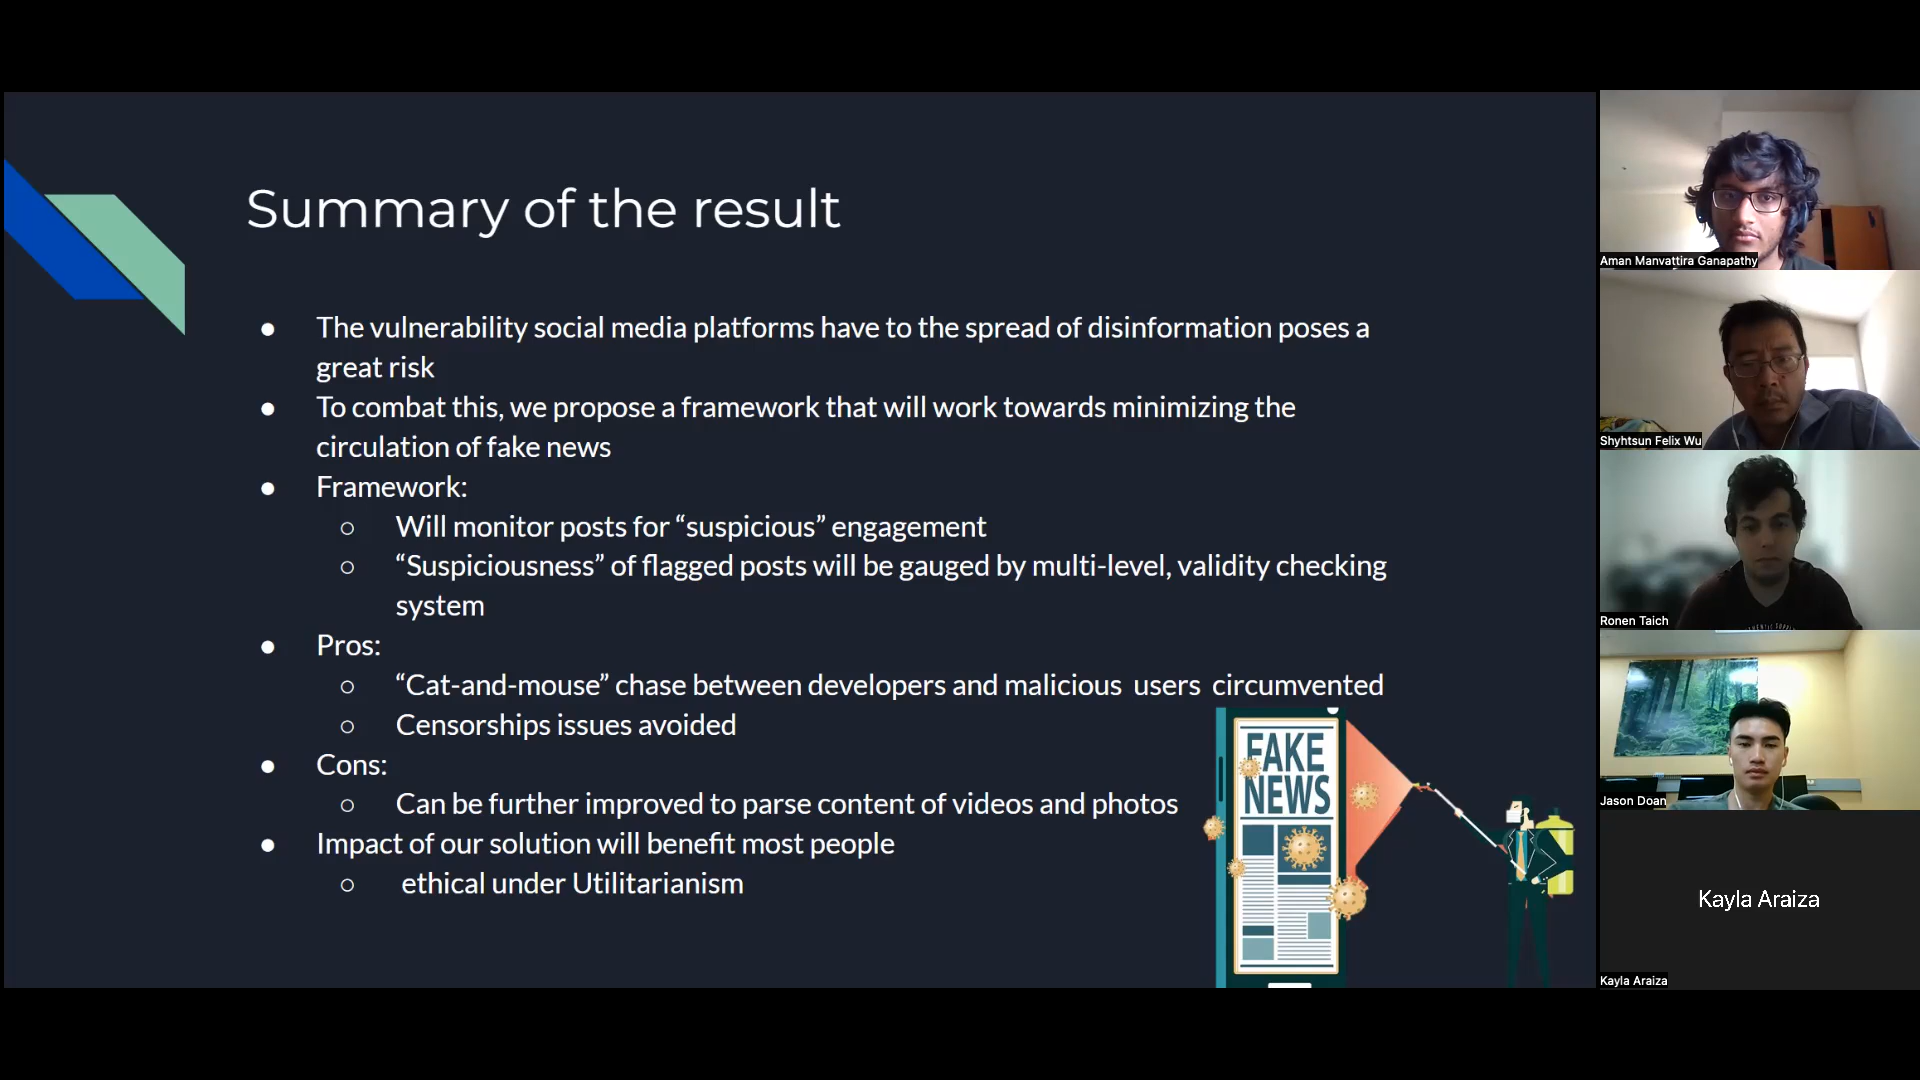 Summary of the result
● The vulnerability social media platforms have to the spread of disinformation poses a
great risk
● To combat this, we propose a framework that will work towards minimizing the
circulation of fake news
● Framework:
○ Will monitor posts for “suspicious” engagement
○ “Suspiciousness” of flagged posts will be gauged by multi-level, validity checking
system
● Pros:
○ “Cat-and-mouse” chase between developers and malicious users circumvented
○ Censorships issues avoided
● Cons:
○ Can be further improved to parse content of videos and photos
● Impact of our solution will benefit most people
○ ethical under Utilitarianism
FAKE
NEWS
Aman Manvattira Ganapathy
Shyhtsun Felix Wu
Ronen Taich
Jason Doan
Kayla Araiza
Kayla Araiza